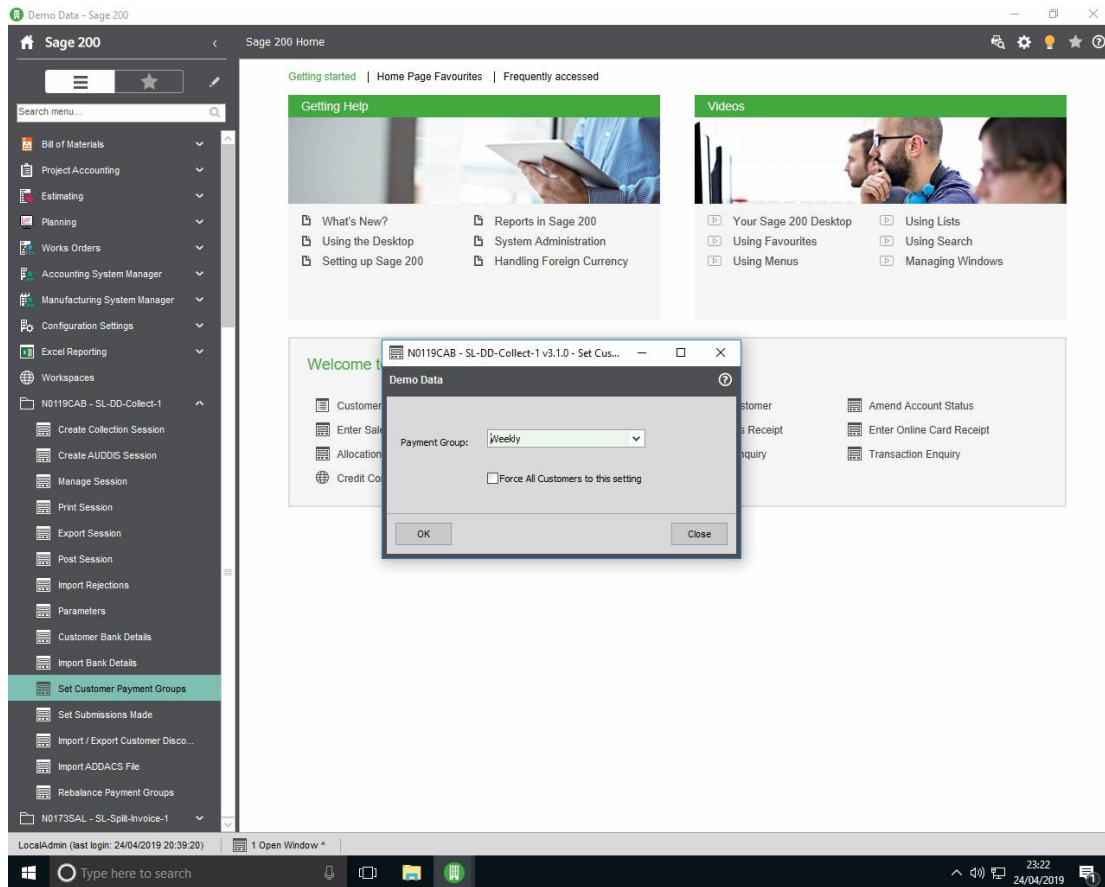 Demo Data - Sage 200
Sage 200
Sage 200 Home
Search menu...
Bill of Materials
Project Accounting
Estimating
Planning
Works Orders
Accounting System Manager
Manufacturing System Manager
Configuration Settings
Excel Reporting
Workspaces
N0119CAB - SL-DD-Collect-1
Create Collection Session
Create AUDDIS Session
Manage Session
Print Session
Export Session
Post Session
Import Rejections
Parameters
Customer Bank Details
Import Bank Details
Set Customer Payment Groups
Set Submissions Made
Import / Export Customer Disco...
Import ADDACS File
Rebalance Payment Groups
N0173SAL - SL-Split-Invoice-1
Getting started | Home Page Favourites | Frequently accessed
Getting Help
What's New?
Using the Desktop
Setting up Sage 200
Reports in Sage 200
System Administration
Handling Foreign Currency
Videos
Your Sage 200 Desktop
Using Favourites
Using Menus
Using Lists
Using Search
Managing Windows
Welcome t
Customer
Enter Sal
Allocation
Credit Co
stomer
s Receipt
nquiry
Amend Account Status
Enter Online Card Receipt
Transaction Enquiry
N0119CAB - SL-DD-Collect-1 v3.1.0 - Set Cus...
Demo Data
Payment Group: Weekly
Force All Customers to this setting
OK Close
LocalAdmin (last login: 24/04/2019 20:39:20) 1 Open Window ^
Type here to search
23:22
24/04/2019
1